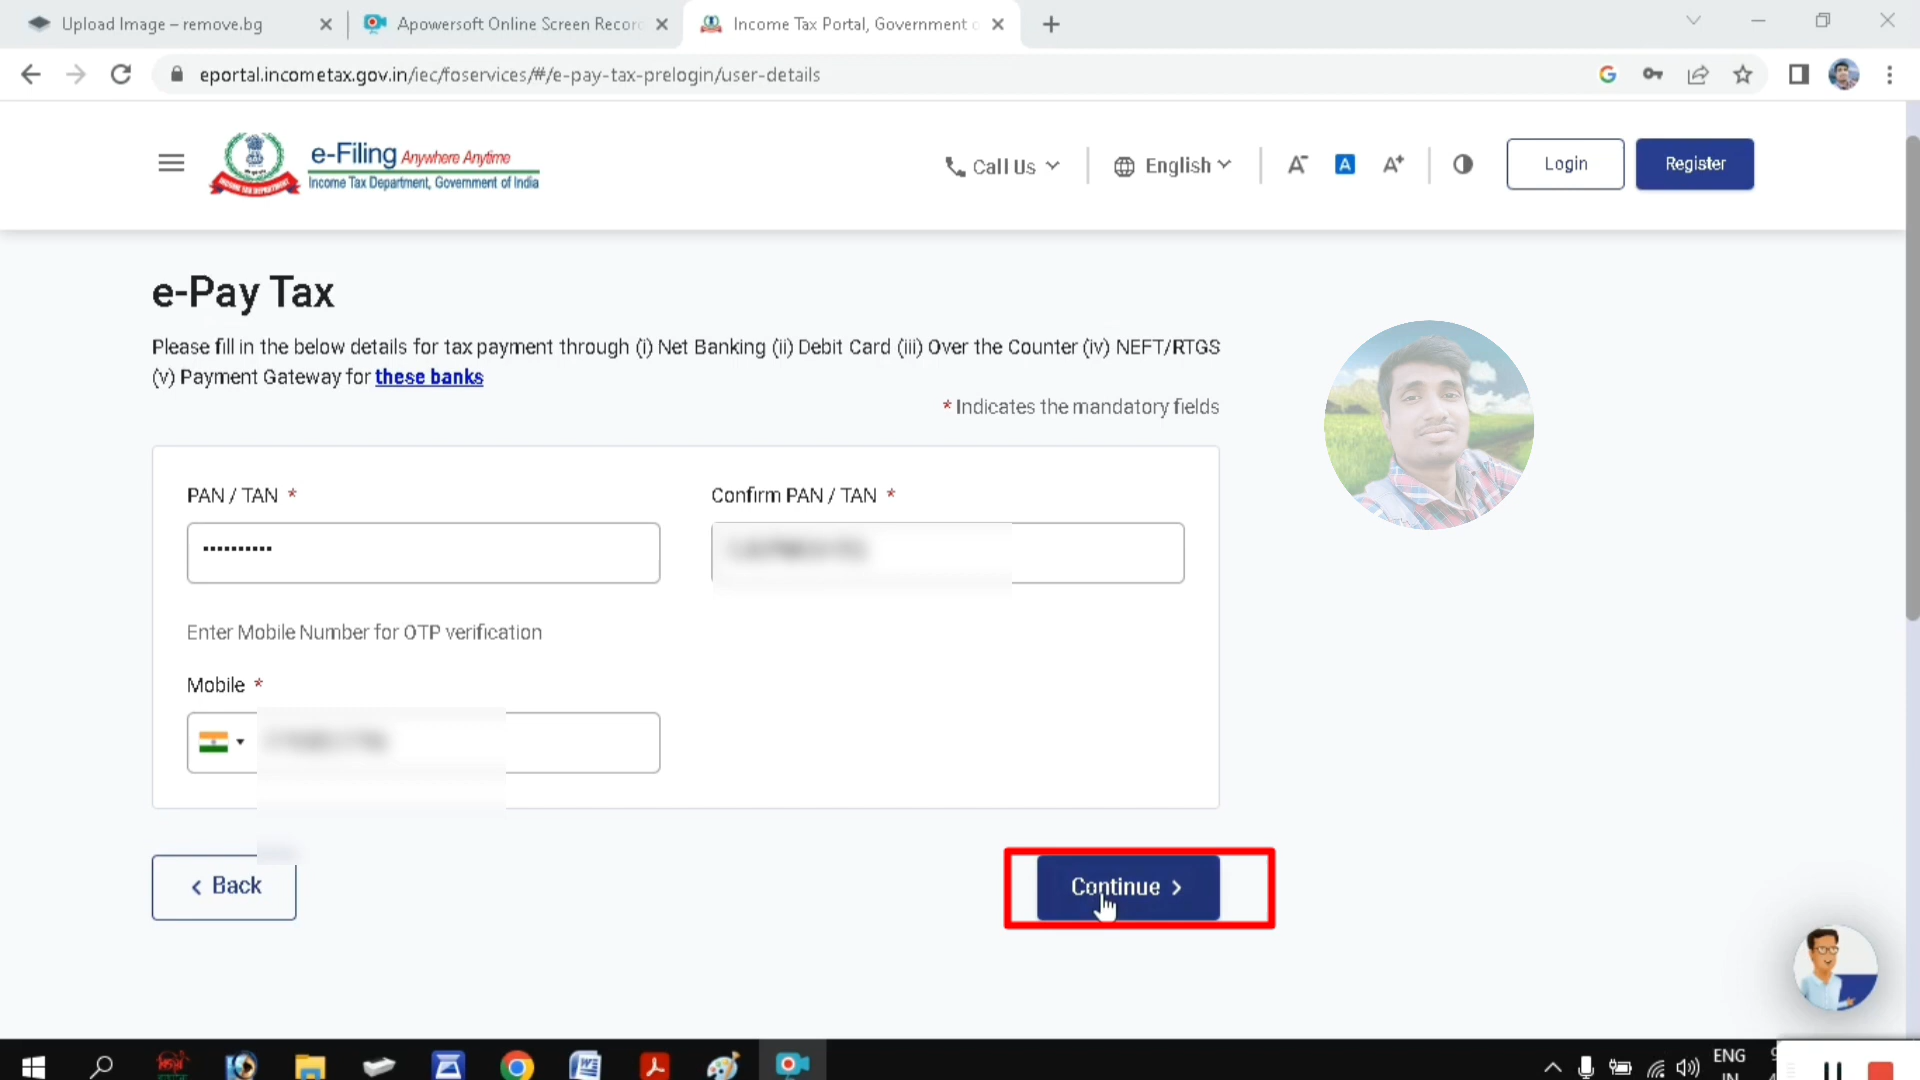 Upload Image – remove.bg
Apowersoft Online Screen Recor
Income Tax Portal, Government o
eportal.incometax.gov.in/iec/foservices/#/e-pay-tax-prelogin/user-details
e-Filing Anywhere Anytime
Income Tax Department, Government of India
INCOME TAX DEPARTMENT
Call Us
English
A-
A
A+
Login
Register
e-Pay Tax
Please fill in the below details for tax payment through (i) Net Banking (ii) Debit Card (iii) Over the Counter (iv) NEFT/RTGS
(v) Payment Gateway for these banks
* Indicates the mandatory fields
PAN / TAN *
Confirm PAN / TAN *
••••••••••
Enter Mobile Number for OTP verification
Mobile *
Back
Continue
ENG
IN